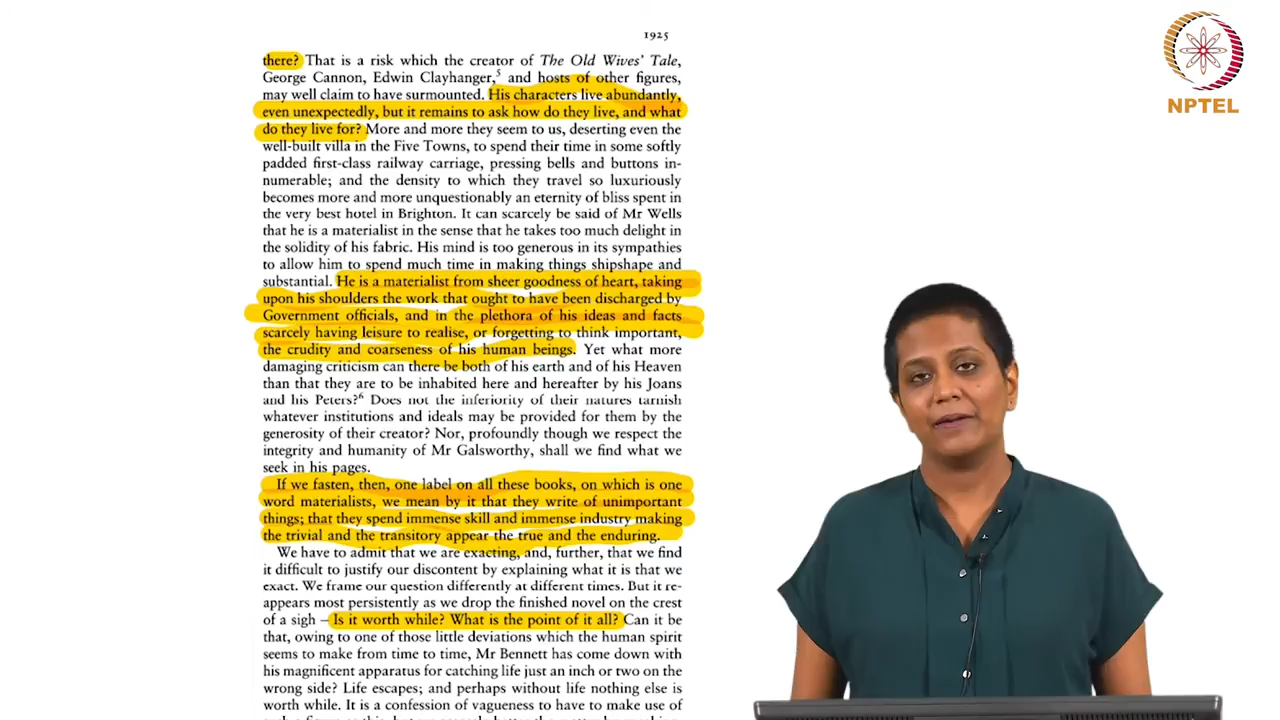 1925
there? That is a risk which the creator of The Old Wives' Tale,
George Cannon, Edwin Clayhanger,5 and hosts of other figures,
may well claim to have surmounted. His characters live abundantly,
even unexpectedly, but it remains to ask how do they live, and what
do they live for? More and more they seem to us, deserting even the
well-built villa in the Five Towns, to spend their time in some softly
padded first-class railway carriage, pressing bells and buttons in-
numerable; and the density to which they travel so luxuriously
becomes more and more unquestionably an eternity of bliss spent in
the very best hotel in Brighton. It can scarcely be said of Mr Wells
that he is a materialist in the sense that he takes too much delight in
the solidity of his fabric. His mind is too generous in its sympathies
to allow him to spend much time in making things shipshape and
substantial. He is a materialist from sheer goodness of heart, taking
upon his shoulders the work that ought to have been discharged by
Government officials, and in the plethora of his ideas and facts
scarcely having leisure to realise, or forgetting to think important,
the crudity and coarseness of his human beings. Yet what more
damaging criticism can there be both of his earth and of his Heaven
than that they are to be inhabited here and hereafter by his Joans
and his Peters?6 Does not the inferiority of their natures tarnish
whatever institutions and ideals may be provided for them by the
generosity of their creator? Nor, profoundly though we respect the
integrity and humanity of Mr Galsworthy, shall we find what we
seek in his pages.
If we fasten, then, one label on all these books, on which is one
word materialists, we mean by it that they write of unimportant
things; that they spend immense skill and immense industry making
the trivial and the transitory appear the true and the enduring.
We have to admit that we are exacting, and, further, that we find
it difficult to justify our discontent by explaining what it is that we
exact. We frame our question differently at different times. But it re-
appears most persistently as we drop the finished novel on the crest
of a sigh – Is it worth while? What is the point of it all? Can it be
that, owing to one of those little deviations which the human spirit
seems to make from time to time, Mr Bennett has come down with
his magnificent apparatus for catching life just an inch or two on the
wrong side? Life escapes; and perhaps without life nothing else is
worth while. It is a confession of vagueness to have to make use of
NPTEL